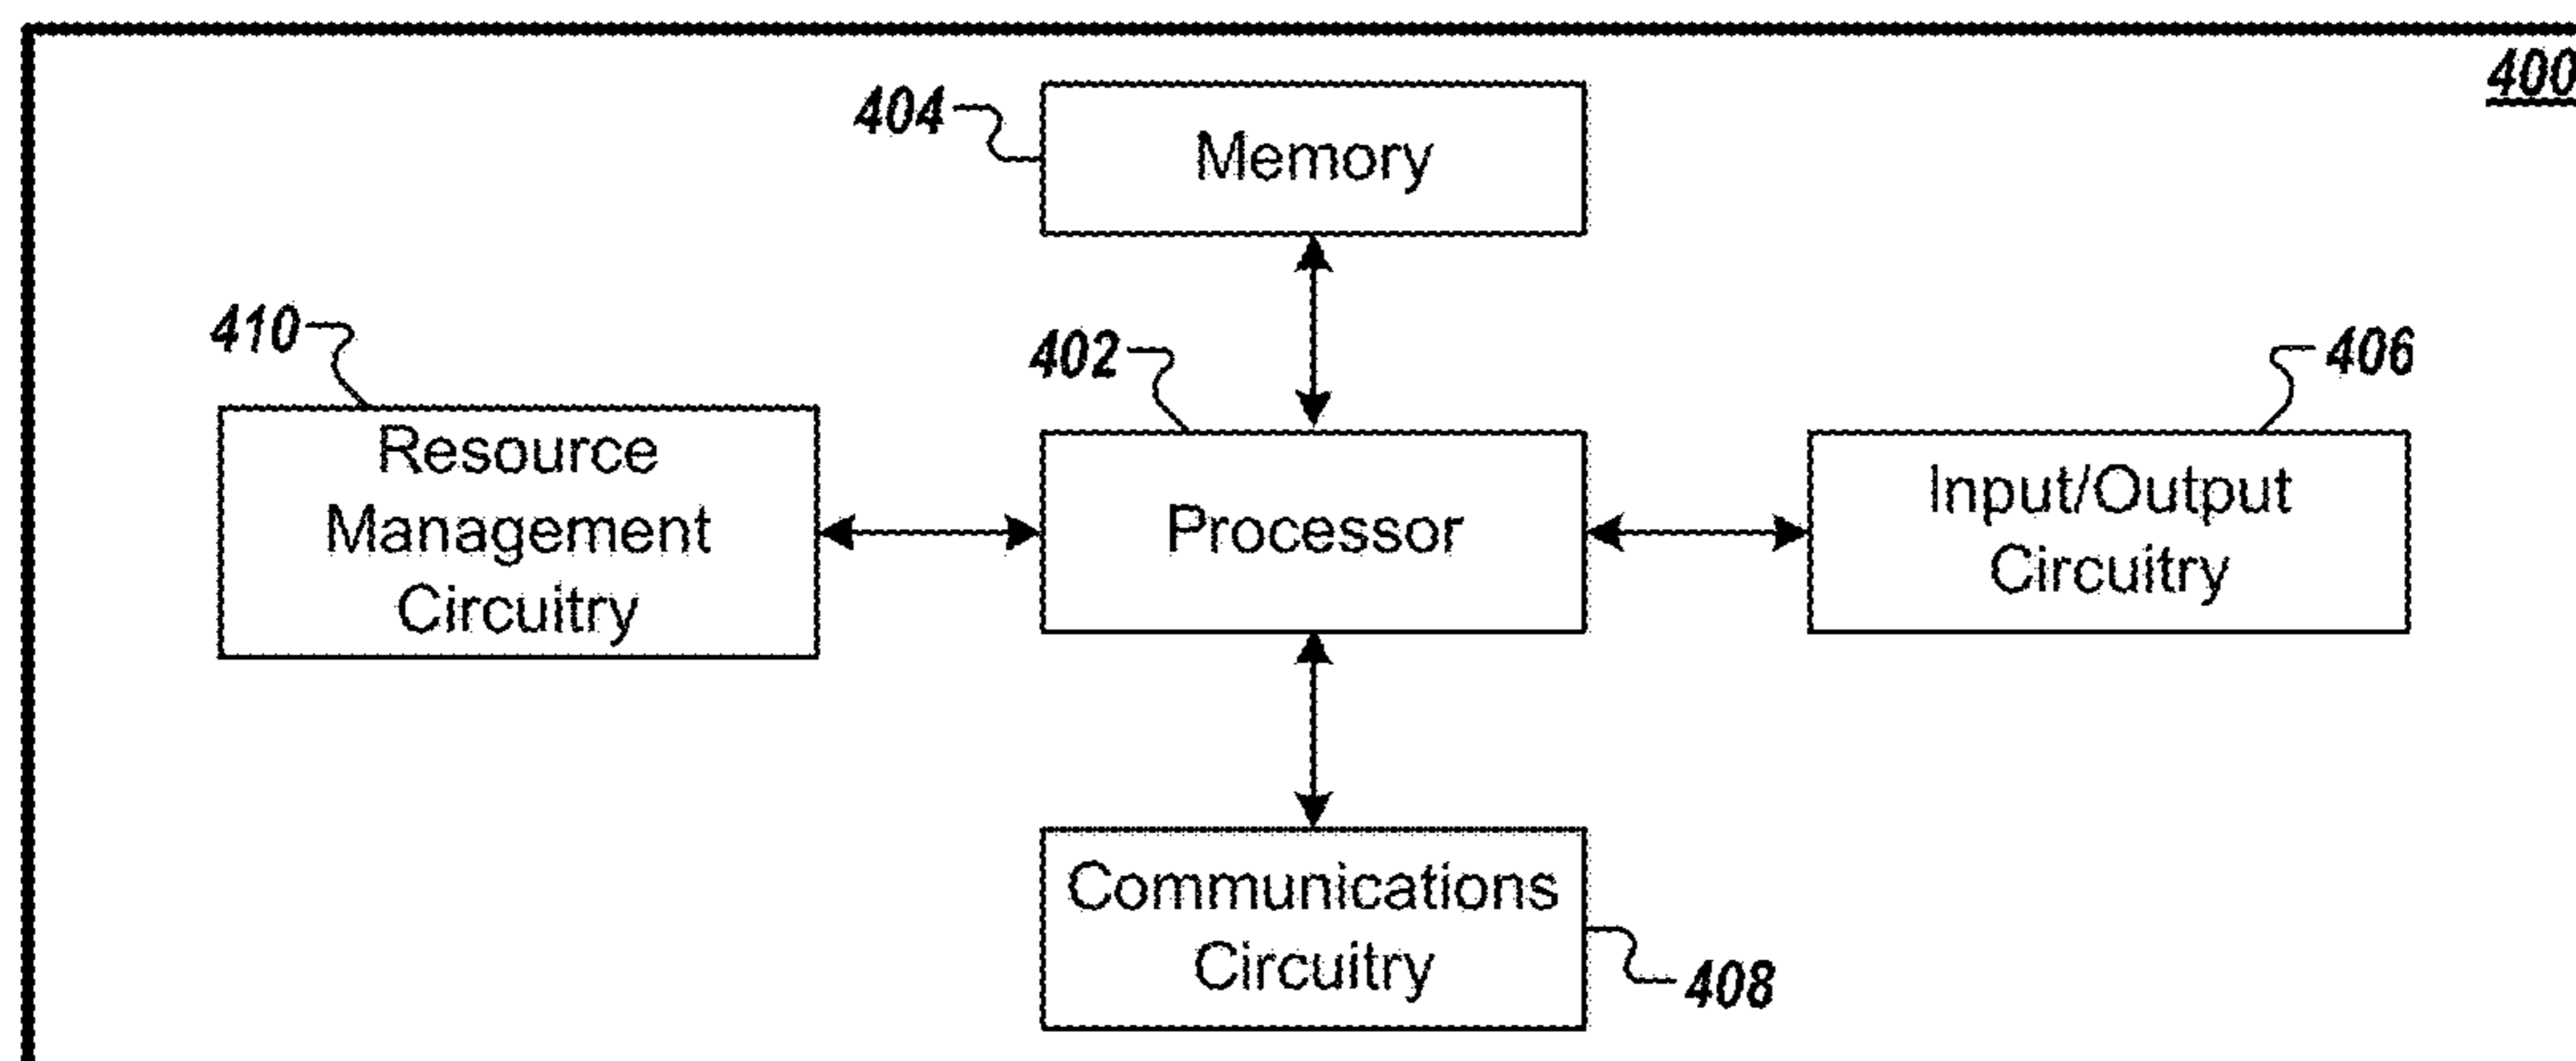 400
404
Memory
410
402
406
Resource
Management
Circuitry
Processor
Input/Output
Circuitry
Communications
Circuitry
408